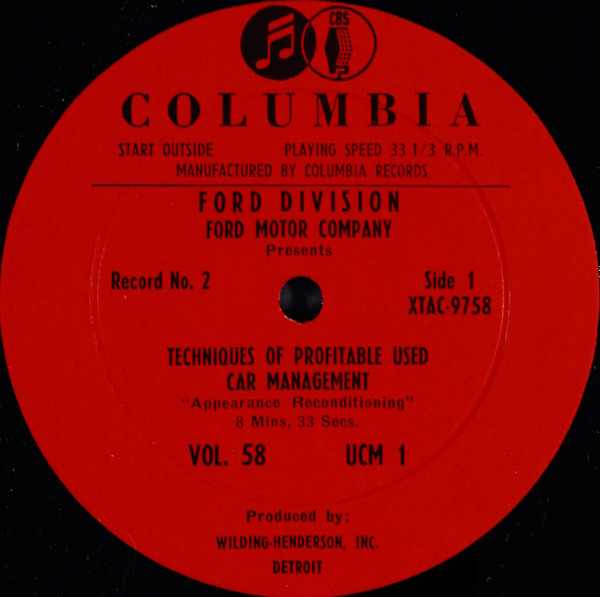 CBS
COLUMBIA
START OUTSIDE PLAYING SPEED 33 1/3 R.P.M.
MANUFACTURED BY COLUMBIA RECORDS
FORD DIVISION
FORD MOTOR COMPANY
Presents
Record No. 2 Side 1
XTAC-9758
TECHNIQUES OF PROFITABLE USED
CAR MANAGEMENT
"Appearance Reconditioning"
8 Mins, 33 Secs.
VOL. 58 UCM 1
Produced by:
WILDING-HENDERSON, INC.
DETROIT